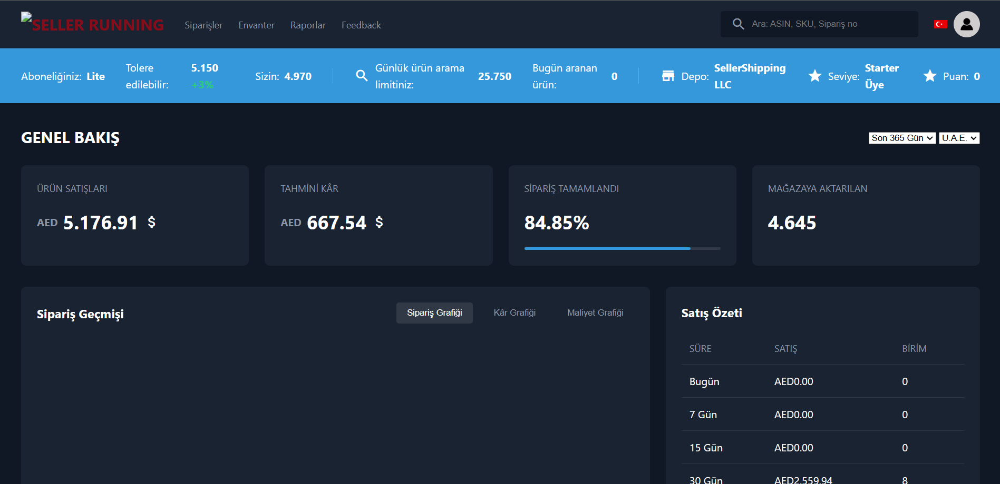 SELLER RUNNING Siparişler Envanter Raporlar Feedback Ara: ASIN, SKU, Sipariş no
Aboneliğiniz: Lite Tolere edilebilir: 5.150 +3% Sizin: 4.970 Günlük ürün arama limitiniz: 25.750 Bugün aranan ürün: 0 Depo: SellerShipping LLC Seviye: Starter Üye Puan: 0
GENEL BAKIŞ Son 365 Gün U.A.E.
ÜRÜN SATIŞLARI
AED 5.176.91 $
TAHMİNİ KÂR
AED 667.54 $
SİPARİŞ TAMAMLANDI
84.85%
MAĞAZAYA AKTARILAN
4.645
Sipariş Geçmişi Sipariş Grafiği Kâr Grafiği Maliyet Grafiği
Satış Özeti
SÜRE SATIŞ BİRİM
Bugün AED0.00 0
7 Gün AED0.00 0
15 Gün AED0.00 0
30 Gün AED2,559.94 8